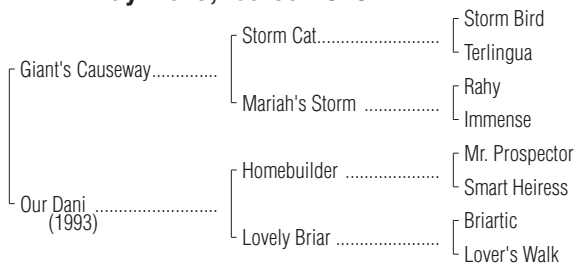 Storm Bird
Storm Cat........................
Terlingua
Giant's Causeway.............
Rahy
Mariah's Storm ...............
Immense
Mr. Prospector
Homebuilder ..................
Smart Heiress
Our Dani ........................
(1993)
Briartic
Lovely Briar ....................
Lover's Walk